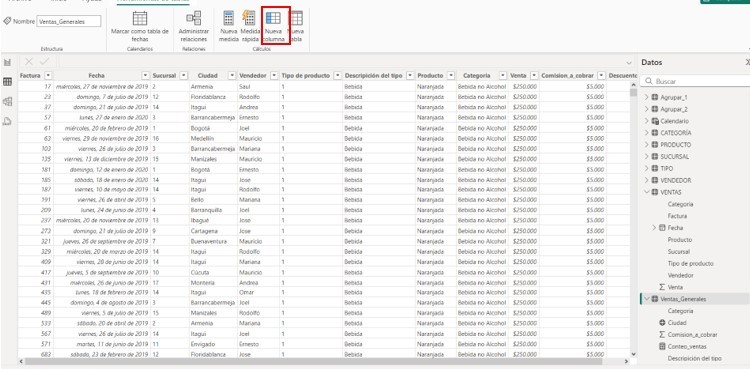 Nombre Ventas_Generales
Marcar como tabla de fechas
Administrar relaciones
Nueva medida
Medida rápida
Nueva columna
Nueva tabla
Estructura
Calendarios
Relaciones
Cálculos
Factura Fecha Sucursal Ciudad Vendedor Tipo de producto Descripición del tipo Producto Categoria Venta Comision_a_cobrar Descuento
17 miércoles, 27 de noviembre de 2019 2 Armenia Saul 1 Bebida Naranjada Bebida no Alcohol $250.000 $5.000
23 domingo, 7 de julio de 2019 12 Floridablanca Rodolfo 1 Bebida Naranjada Bebida no Alcohol $250.000 $5.000
37 domingo, 21 de julio de 2019 14 Itagui Andrea 1 Bebida Naranjada Bebida no Alcohol $250.000 $5.000
57 lunes, 27 de enero de 2020 3 Barrancabermeja Ernesto 1 Bebida Naranjada Bebida no Alcohol $250.000 $5.000
61 miércoles, 20 de febrero de 2019 1 Bogotá Joel 1 Bebida Naranjada Bebida no Alcohol $250.000 $5.000
63 viernes, 29 de noviembre de 2019 16 Medellín Mauricio 1 Bebida Naranjada Bebida no Alcohol $250.000 $5.000
103 viernes, 26 de julio de 2019 3 Barrancabermeja Mariana 1 Bebida Naranjada Bebida no Alcohol $250.000 $5.000
135 viernes, 13 de diciembre de 2019 15 Manizales Mauricio 1 Bebida Naranjada Bebida no Alcohol $250.000 $5.000
181 domingo, 12 de enero de 2020 1 Bogotá Ernesto 1 Bebida Naranjada Bebida no Alcohol $250.000 $5.000
185 sábado, 18 de enero de 2020 14 Itagui Jose 1 Bebida Naranjada Bebida no Alcohol $250.000 $5.000
187 viernes, 10 de mayo de 2019 14 Itagui Rodolfo 1 Bebida Naranjada Bebida no Alcohol $250.000 $5.000
191 viernes, 26 de abril de 2019 5 Bello Mariana 1 Bebida Naranjada Bebida no Alcohol $250.000 $5.000
209 lunes, 24 de junio de 2019 4 Barranquilla Joel 1 Bebida Naranjada Bebida no Alcohol $250.000 $5.000
237 miércoles, 20 de noviembre de 2019 13 Ibagué Jose 1 Bebida Naranjada Bebida no Alcohol $250.000 $5.000
273 domingo, 21 de julio de 2019 9 Cartagena Jose 1 Bebida Naranjada Bebida no Alcohol $250.000 $5.000
321 jueves, 26 de septiembre de 2019 7 Buenaventura Mauricio 1 Bebida Naranjada Bebida no Alcohol $250.000 $5.000
329 miércoles, 20 de marzo de 2019 14 Itagui Rodolfo 1 Bebida Naranjada Bebida no Alcohol $250.000 $5.000
409 viernes, 28 de junio de 2019 14 Itagui Mariana 1 Bebida Naranjada Bebida no Alcohol $250.000 $5.000
417 jueves, 5 de septiembre de 2019 10 Cúcuta Mauricio 1 Bebida Naranjada Bebida no Alcohol $250.000 $5.000
431 miércoles, 26 de junio de 2019 17 Montería Andrea 1 Bebida Naranjada Bebida no Alcohol $250.000 $5.000
435 lunes, 18 de febrero de 2019 14 Itagui Omar 1 Bebida Naranjada Bebida no Alcohol $250.000 $5.000
445 domingo, 4 de agosto de 2019 3 Barrancabermeja Joel 1 Bebida Naranjada Bebida no Alcohol $250.000 $5.000
489 viernes, 5 de julio de 2019 15 Manizales Rodolfo 1 Bebida Naranjada Bebida no Alcohol $250.000 $5.000
533 sábado, 20 de abril de 2019 2 Armenia Mariana 1 Bebida Naranjada Bebida no Alcohol $250.000 $5.000
567 viernes, 26 de julio de 2019 14 Itagui Joel 1 Bebida Naranjada Bebida no Alcohol $250.000 $5.000
571 martes, 11 de junio de 2019 11 Envigado Ernesto 1 Bebida Naranjada Bebida no Alcohol $250.000 $5.000
683 sábado, 23 de febrero de 2019 12 Floridablanca Jose 1 Bebida Naranjada Bebida no Alcohol $250.000 $5.000
Datos
Buscar
Agrupar_1
Agrupar_2
Calendario
CATEGORÍA
PRODUCTO
SUCURSAL
TIPO
VENDEDOR
VENTAS
Categoria
Factura
Fecha
Producto
Sucursal
Tipo de producto
Vendedor
Venta
Ventas_Generales
Categoria
Ciudad
Comision_a_cobrar
Conteo_ventas
Descripición del tipo